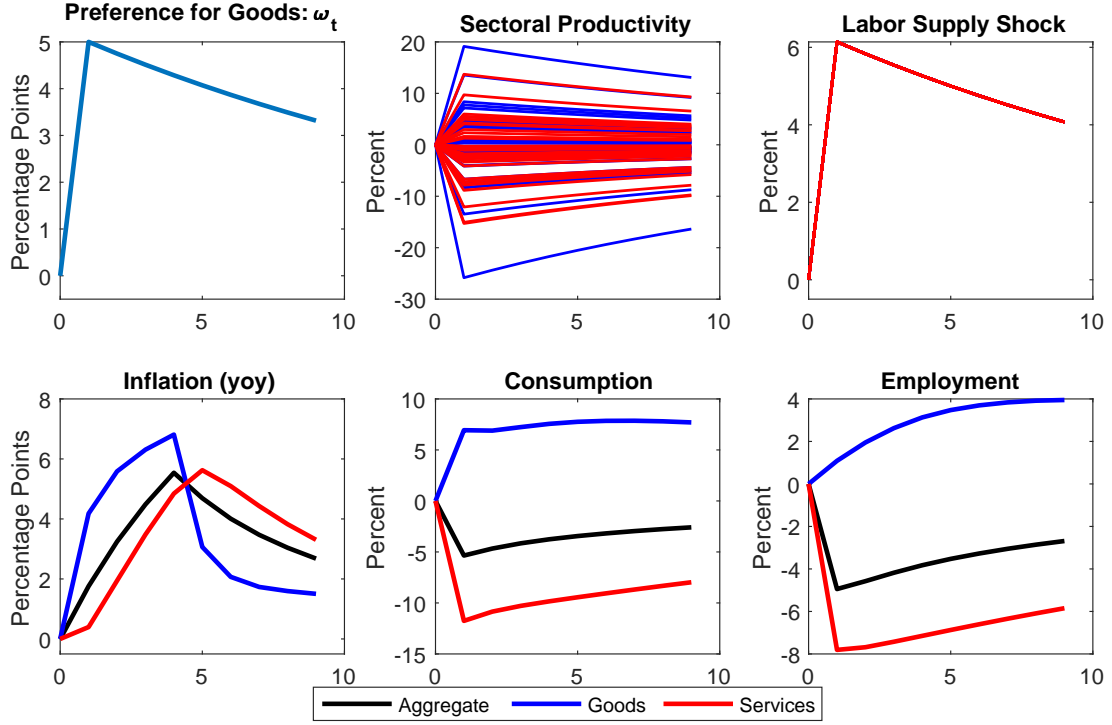 Preference for Goods: ω_t
Percentage Points
5
4
3
2
1
0
0 5 10
Sectoral Productivity
Percent
20
10
0
-10
-20
-30
0 5 10
Labor Supply Shock
Percent
6
4
2
0
0 5 10
Inflation (yoy)
Percentage Points
8
6
4
2
0
0 5 10
Consumption
Percent
10
5
0
-5
-10
-15
0 5 10
Employment
Percent
4
2
0
-2
-4
-6
-8
0 5 10
Aggregate Goods Services